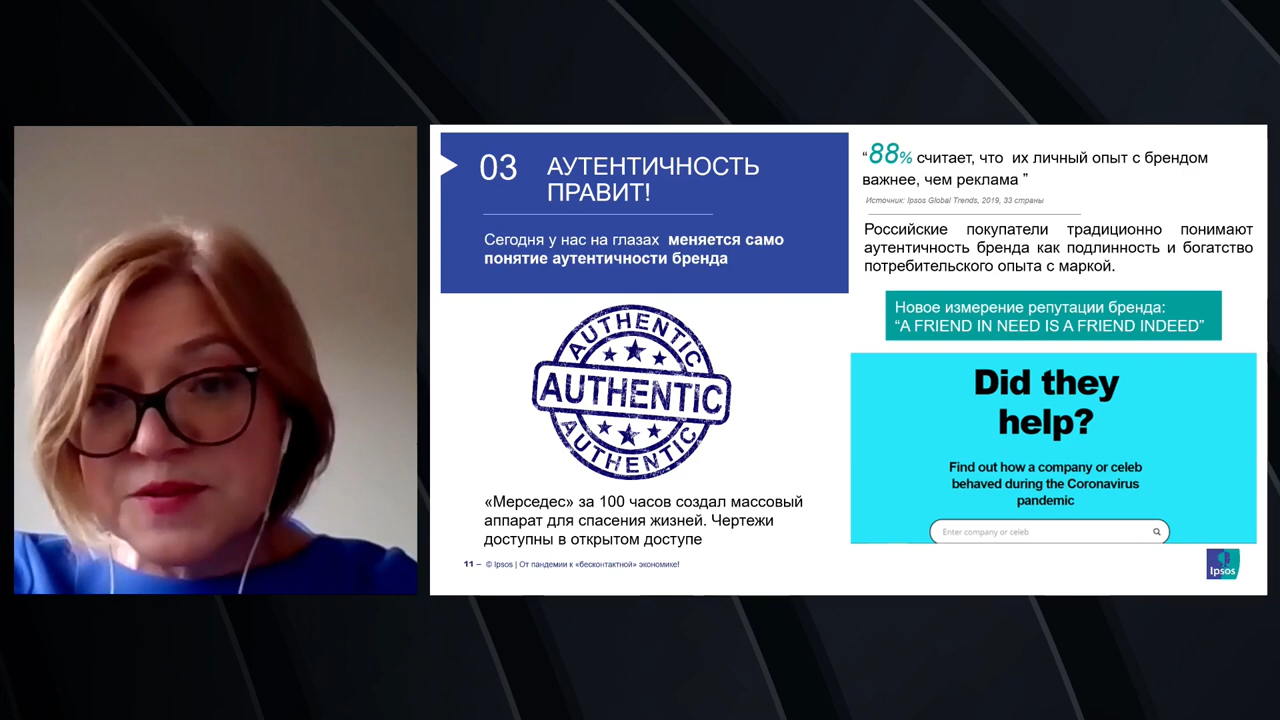 03 АУТЕНТИЧНОСТЬ
ПРАВИТ!
Сегодня у нас на глазах меняется само
понятие аутентичности бренда
AUTHENTIC
AUTHENTIC
AUTHENTIC
«Мерседес» за 100 часов создал массовый
аппарат для спасения жизней. Чертежи
доступны в открытом доступе
11 – © Ipsos | От пандемии к «бесконтактной» экономике!
“88% считает, что их личный опыт с брендом
важнее, чем реклама ”
Источник: Ipsos Global Trends, 2019, 33 страны
Российские покупатели традиционно понимают
аутентичность бренда как подлинность и богатство
потребительского опыта с маркой.
Новое измерение репутации бренда:
“A FRIEND IN NEED IS A FRIEND INDEED”
Did they
help?
Find out how a company or celeb
behaved during the Coronavirus
pandemic
Enter company or celeb
Ipsos